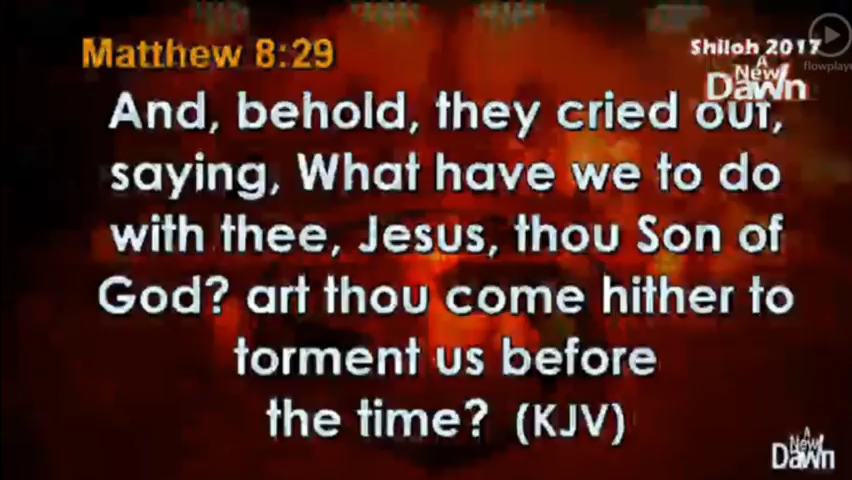 Matthew 8:29
Shiloh 2017
A
New
Dawn
flowplaye
And, behold, they cried out,
saying, What have we to do
with thee, Jesus, thou Son of
God? art thou come hither to
torment us before
the time? (KJV)
A
New
Dawn